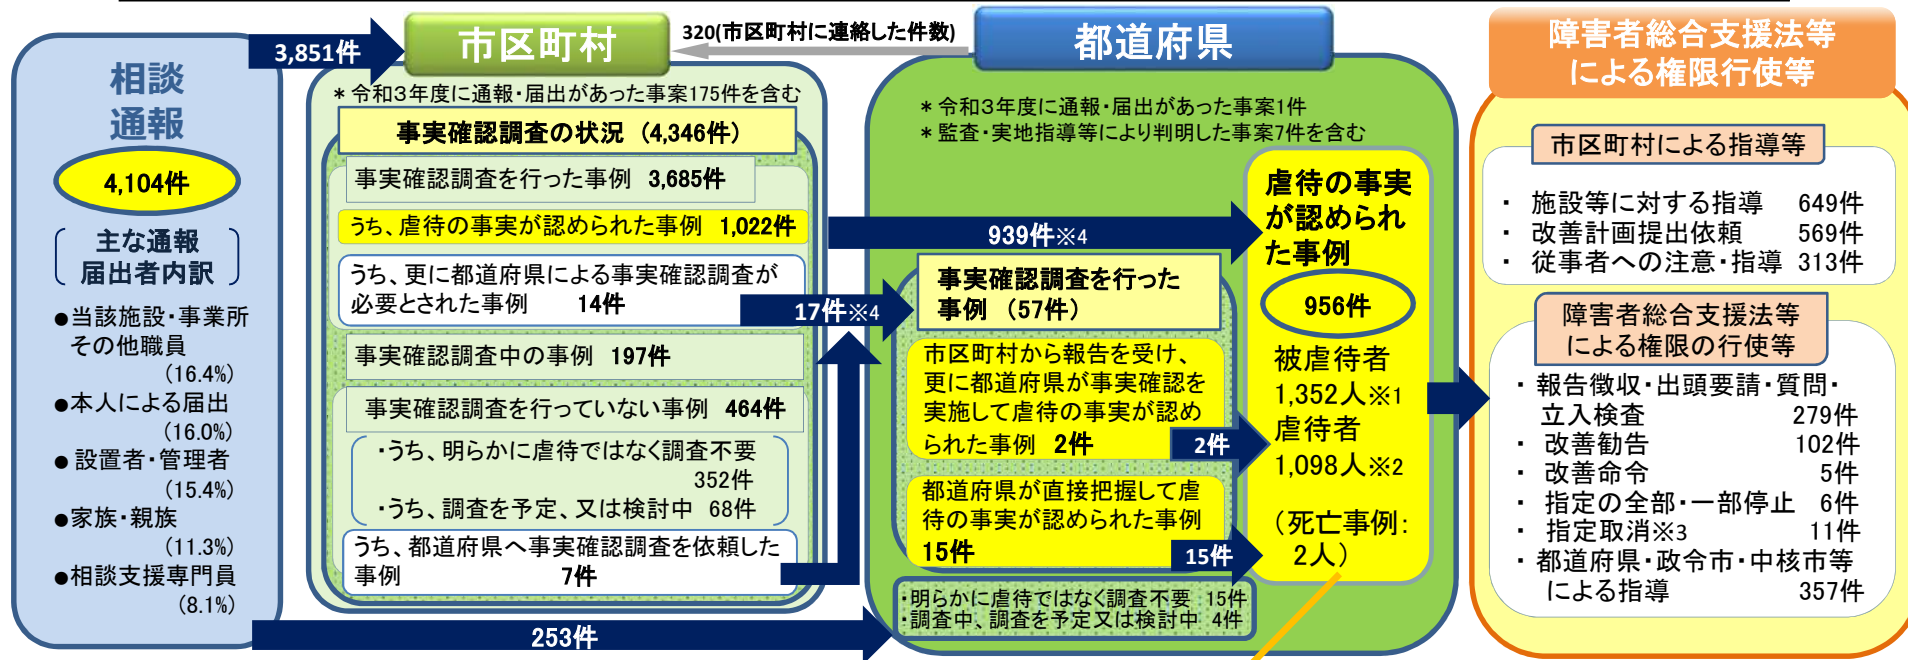 相談
通報
4,104件
主な通報
届出者内訳
●当該施設・事業所
その他職員
(16.4%)
●本人による届出
(16.0%)
●設置者・管理者
(15.4%)
●家族・親族
(11.3%)
●相談支援専門員
(8.1%)
3,851件
253件
市区町村
320(市区町村に連絡した件数)
＊令和3年度に通報・届出があった事案175件を含む
事実確認調査の状況（4,346件）
事実確認調査を行った事例 3,685件
うち、虐待の事実が認められた事例 1,022件
うち、更に都道府県による事実確認調査が
必要とされた事例 14件
事実確認調査中の事例 197件
事実確認調査を行っていない事例 464件
・うち、明らかに虐待ではなく調査不要
352件
・うち、調査を予定、又は検討中 68件
うち、都道府県へ事実確認調査を依頼した
事例 7件
939件※4
17件※4
都道府県
＊令和3年度に通報・届出があった事案1件
＊監査・実地指導等により判明した事案7件を含む
事実確認調査を行った
事例（57件）
市区町村から報告を受け、
更に都道府県が事実確認を
実施して虐待の事実が認め
られた事例 2件
2件
都道府県が直接把握して虐
待の事実が認められた事例
15件
15件
・明らかに虐待ではなく調査不要 15件
・調査中、調査を予定又は検討中 4件
虐待の事実
が認められ
た事例
956件
被虐待者
1,352人※1
虐待者
1,098人※2
（死亡事例：
2人）
障害者総合支援法等
による権限行使等
市区町村による指導等
・ 施設等に対する指導 649件
・ 改善計画提出依頼 569件
・ 従事者への注意・指導 313件
障害者総合支援法等
による権限の行使等
・ 報告徴収・出頭要請・質問・
立入検査 279件
・ 改善勧告 102件
・ 改善命令 5件
・ 指定の全部・一部停止 6件
・ 指定取消※3 11件
・ 都道府県・政令市・中核市等
による指導 357件